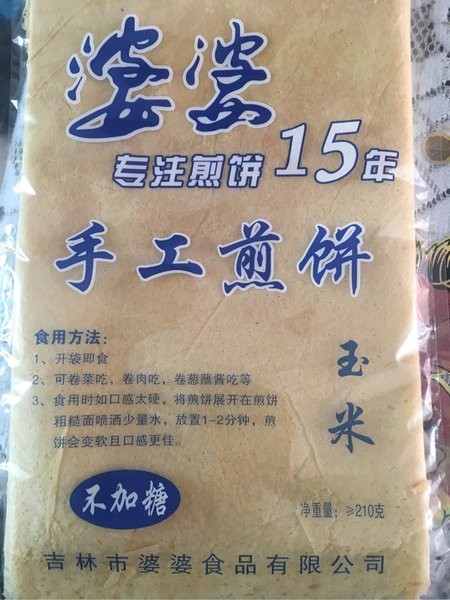 婆婆
专注煎饼15年
手工煎饼
食用方法：
1、开袋即食
2、可卷菜吃，卷肉吃，卷葱蘸酱吃等
3、食用时如口感太硬，将煎饼展开在煎饼
粗糙面喷洒少量水，放置1-2分钟，煎
饼会变软且口感更佳。
玉米
不加糖
净重量：≥210克
吉林市婆婆食品有限公司